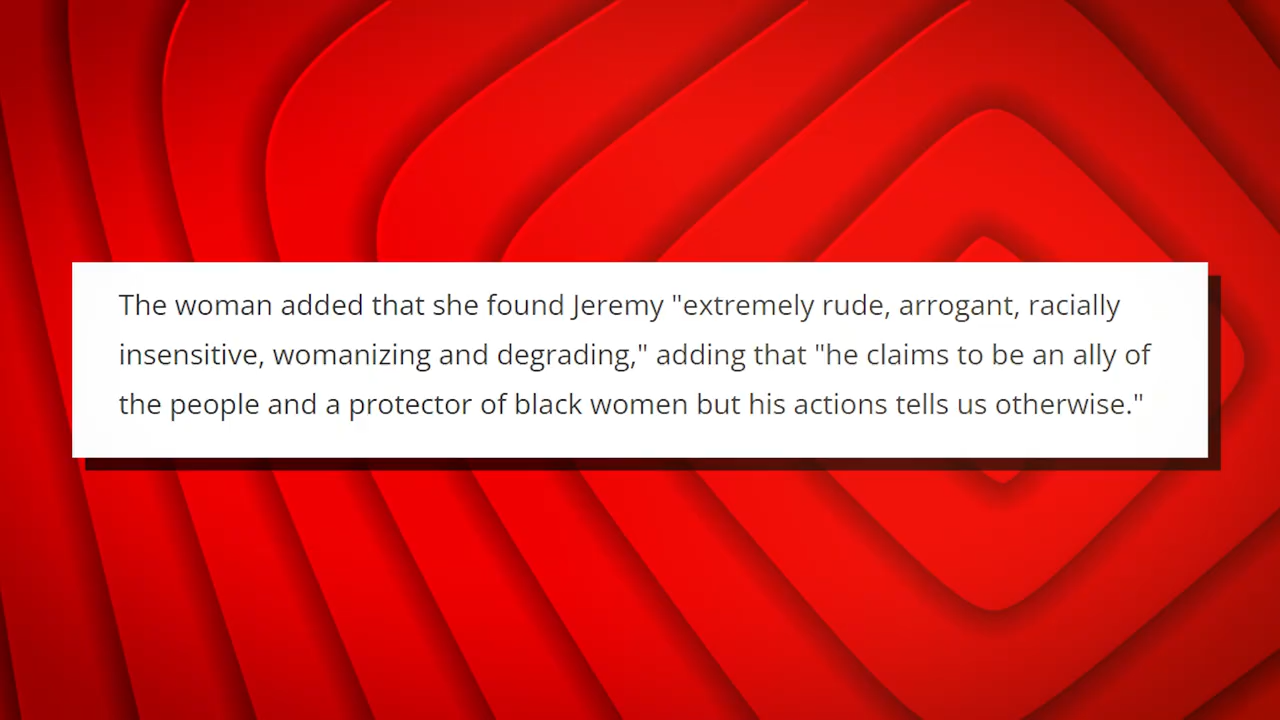 The woman added that she found Jeremy "extremely rude, arrogant, racially
insensitive, womanizing and degrading," adding that "he claims to be an ally of
the people and a protector of black women but his actions tells us otherwise."